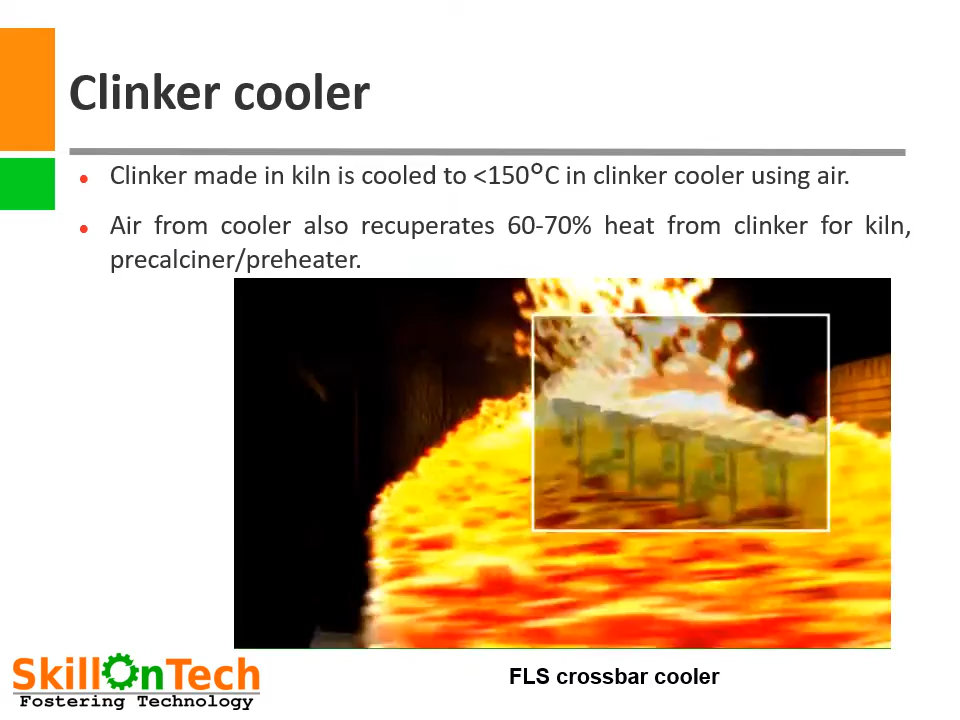 Clinker cooler
Clinker made in kiln is cooled to <150°C in clinker cooler using air.
Air from cooler also recuperates 60-70% heat from clinker for kiln,
precalciner/preheater.
SkillOnTech
Fostering Technology
FLS crossbar cooler